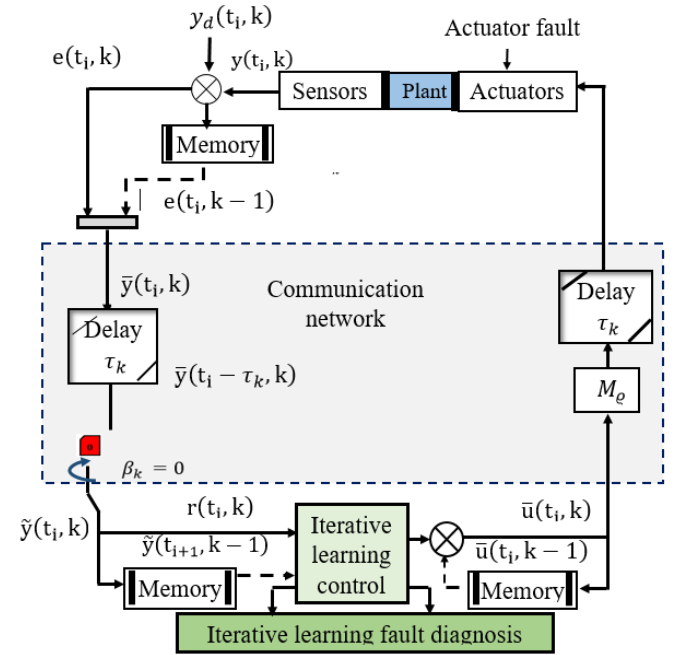 y_d(t_i, k)
Actuator fault
e(t_i, k)
y(t_i, k)
Sensors
Plant
Actuators
Memory
e(t_i, k − 1)
ȳ(t_i, k)
Communication
network
Delay
τ_k
Delay
τ_k
ȳ(t_i − τ_k, k)
M_ϱ
0
β_k = 0
ỹ(t_i, k)
r(t_i, k)
Iterative
learning
control
ū(t_i, k)
ỹ(t_{i+1}, k − 1)
ū(t_i, k − 1)
Memory
Memory
Iterative learning fault diagnosis